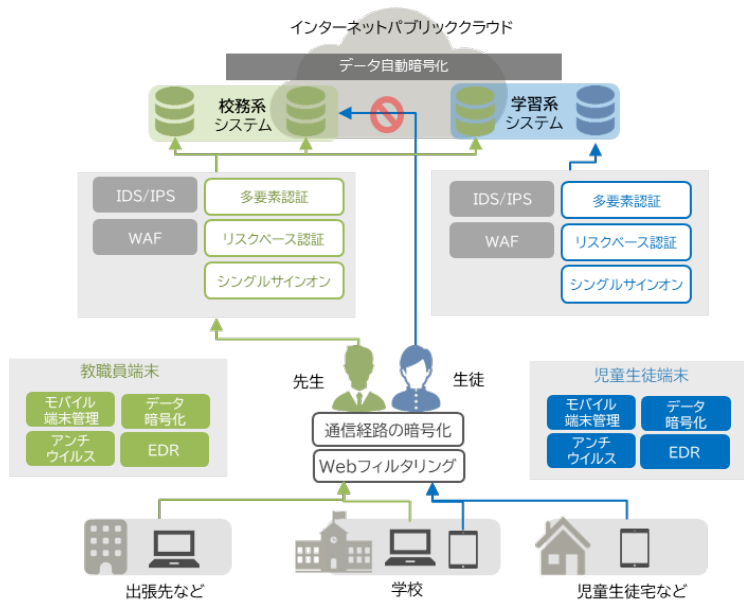 インターネットパブリッククラウド
データ自動暗号化
校務系
システム
学習系
システム
IDS/IPS
多要素認証
WAF
リスクベース認証
シングルサインオン
IDS/IPS
多要素認証
WAF
リスクベース認証
シングルサインオン
教職員端末
モバイル
端末管理
データ
暗号化
アンチ
ウイルス
EDR
先生
生徒
通信経路の暗号化
Webフィルタリング
児童生徒端末
モバイル
端末管理
データ
暗号化
アンチ
ウイルス
EDR
出張先など
学校
児童生徒宅など